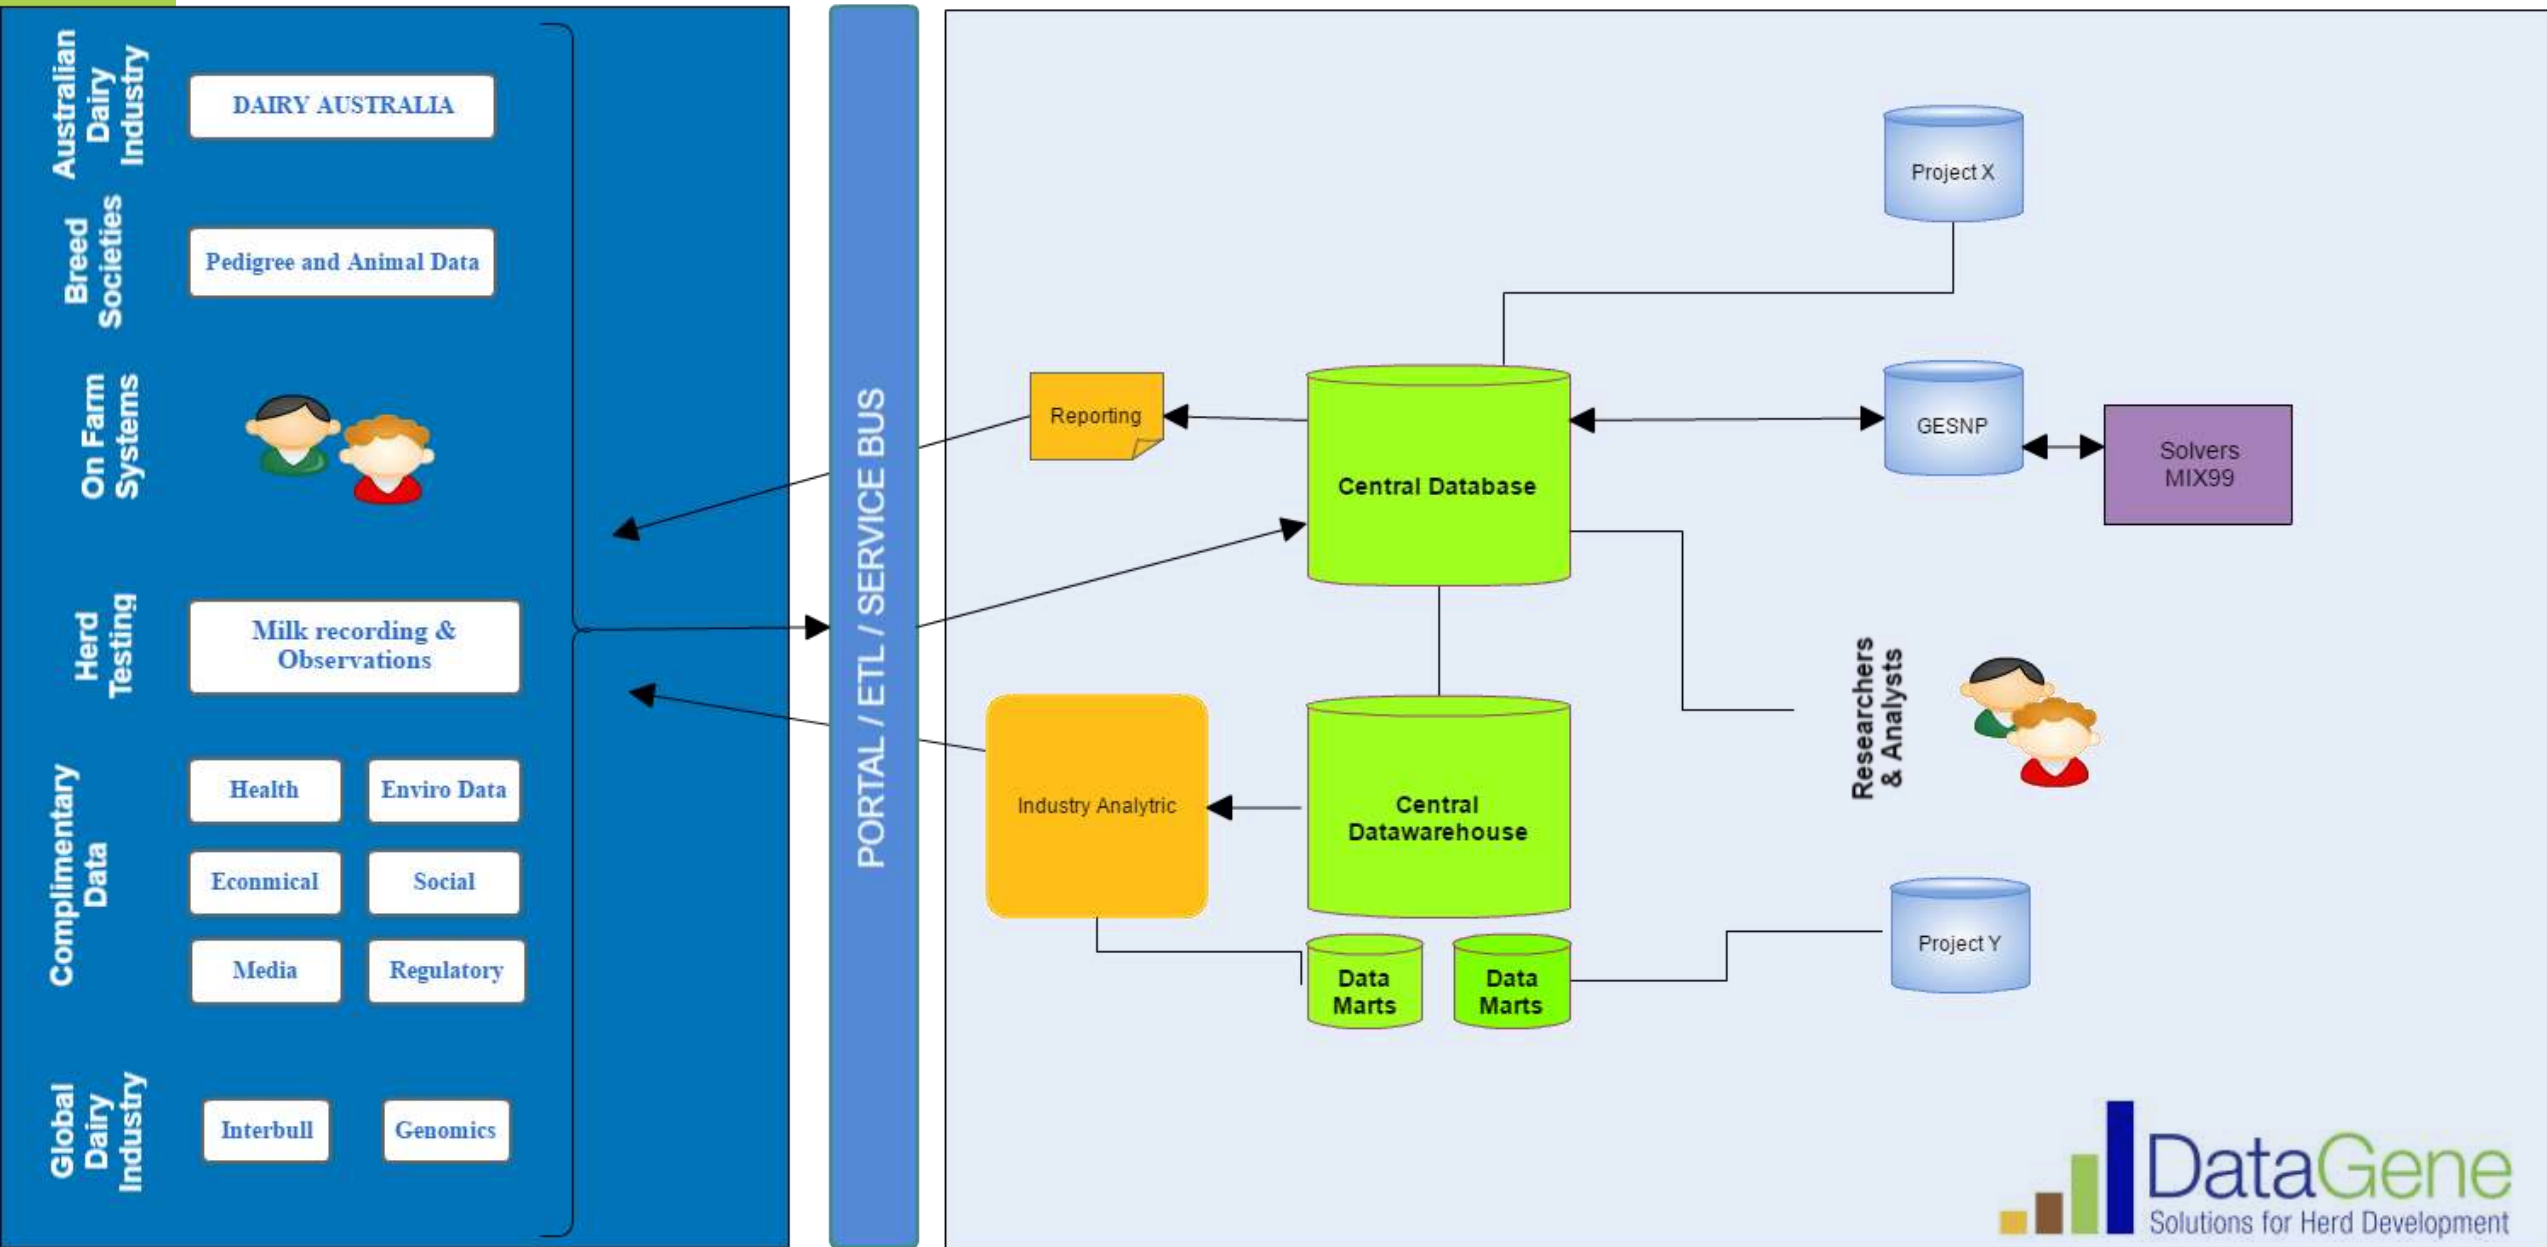 Australian
Dairy
Industry
DAIRY AUSTRALIA
Breed
Societies
Pedigree and Animal Data
On Farm
Systems
Herd
Testing
Milk recording &
Observations
Complimentary
Data
Health
Enviro Data
Econmical
Social
Media
Regulatory
Global
Dairy
Industry
Interbull
Genomics
PORTAL / ETL / SERVICE BUS
Reporting
Industry Analytric
Central Database
Central
Datawarehouse
Data
Marts
Data
Marts
Project X
GESNP
Solvers
MIX99
Researchers
& Analysts
Project Y
DataGene
Solutions for Herd Development